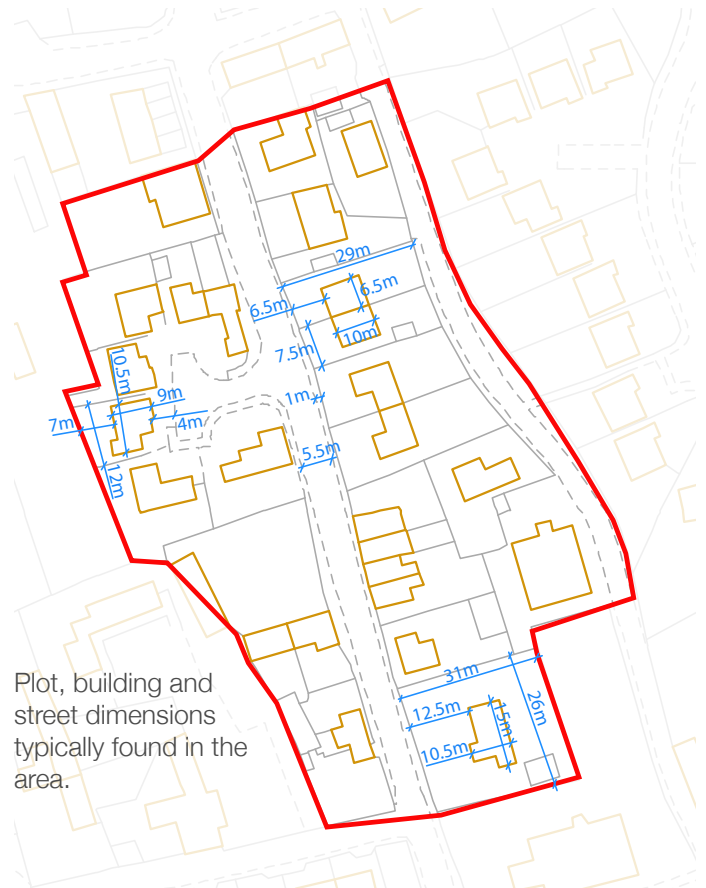 29m
6.5m
6.5m
10m
7.5m
10.5m
9m
1m
7m
4m
5.5m
12m
31m
12.5m
15m
26m
10.5m
Plot, building and
street dimensions
typically found in the
area.